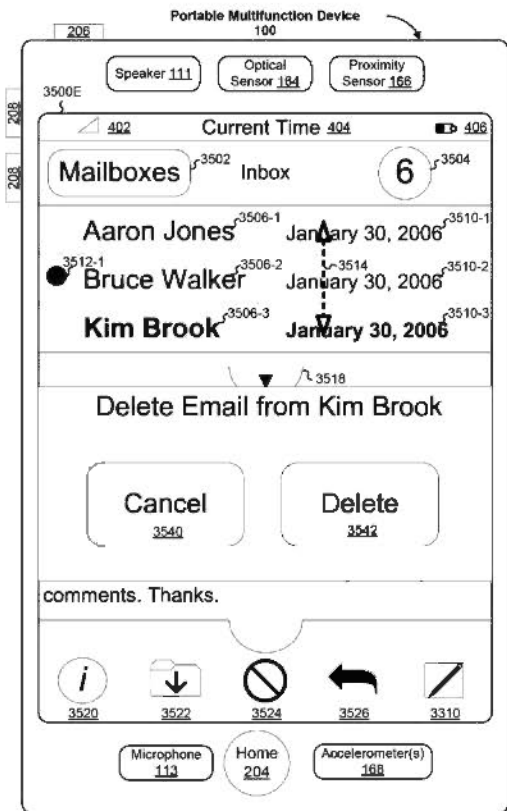 Portable Multifunction Device
206
100
Speaker 111
Optical Sensor 164
Proximity Sensor 166
3500E
208
208
402
Current Time 404
406
Mailboxes
3502
Inbox
6
3504
Aaron Jones
3506-1
January 30, 2006
3510-1
3512-1
Bruce Walker
3506-2
January 30, 2006
3514
3510-2
Kim Brook
3506-3
January 30, 2006
3510-3
3518
Delete Email from Kim Brook
Cancel
3540
Delete
3542
comments. Thanks.
i
3520
3522
3524
3526
3310
Microphone
113
Home
204
Accelerometer(s)
168